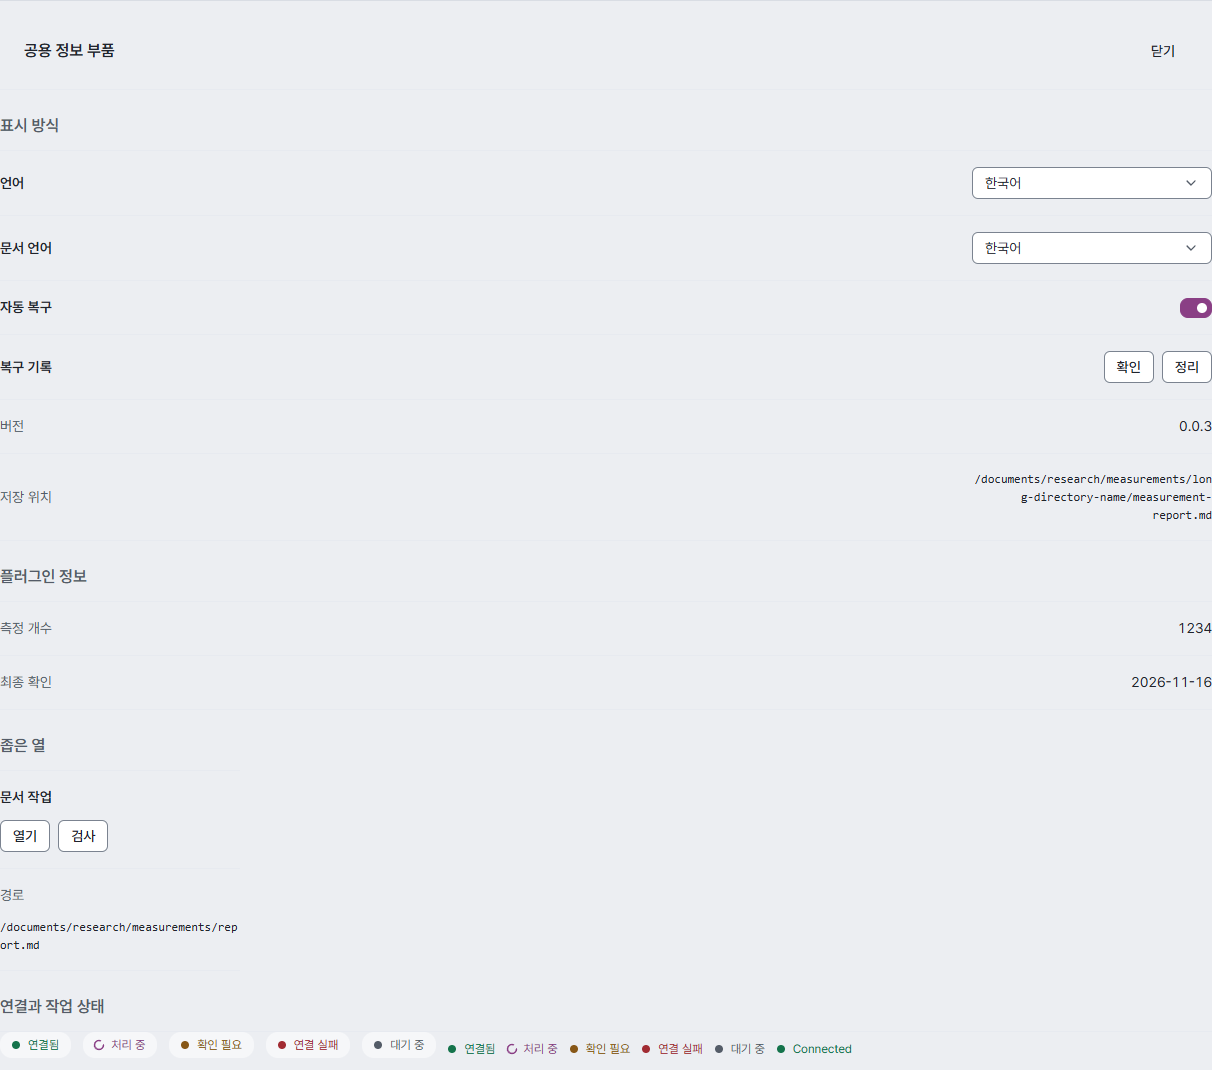 공용 정보 부품
닫기
표시 방식
언어
한국어
문서 언어
한국어
자동 복구
복구 기록
확인
정리
버전
0.0.3
저장 위치
/documents/research/measurements/lon
g-directory-name/measurement-
report.md
플러그인 정보
측정 개수
1234
최종 확인
2026-11-16
좁은 열
문서 작업
열기
검사
경로
/documents/research/measurements/rep
ort.md
연결과 작업 상태
연결됨 처리 중 확인 필요 연결 실패 대기 중 연결됨 처리 중 확인 필요 연결 실패 대기 중 Connected